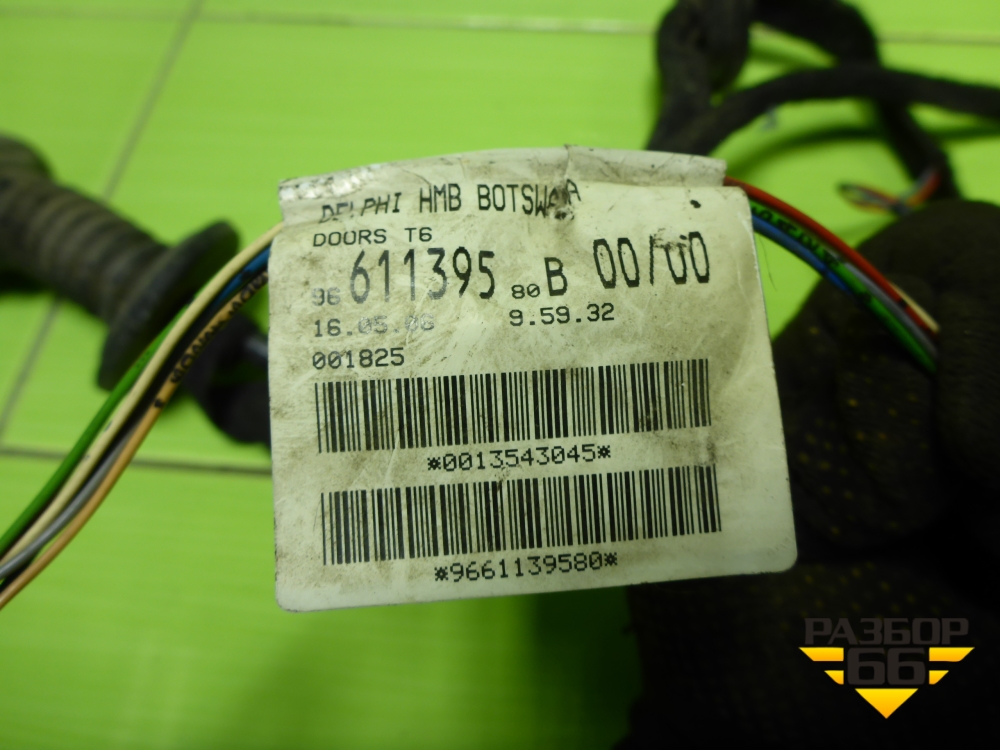 DELPHI HMB BOTSWANA
DOORS T6
96 611395 80 B 00/00
16.05.06 9.59.32
001825
*0013543045*
*9661139580*
РАЗБОР
66